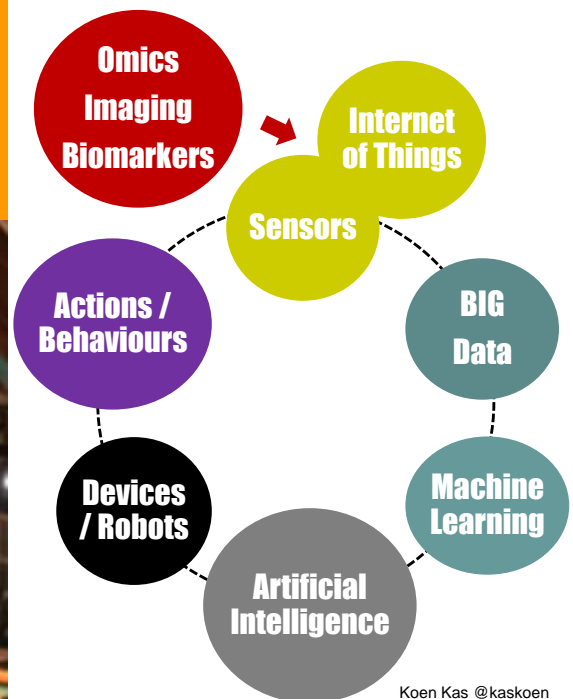 Omics
Imaging
Biomarkers
Internet
of Things
Sensors
Actions /
Behaviours
BIG
Data
Devices
/ Robots
Machine
Learning
Artificial
Intelligence
Koen Kas @kaskoen